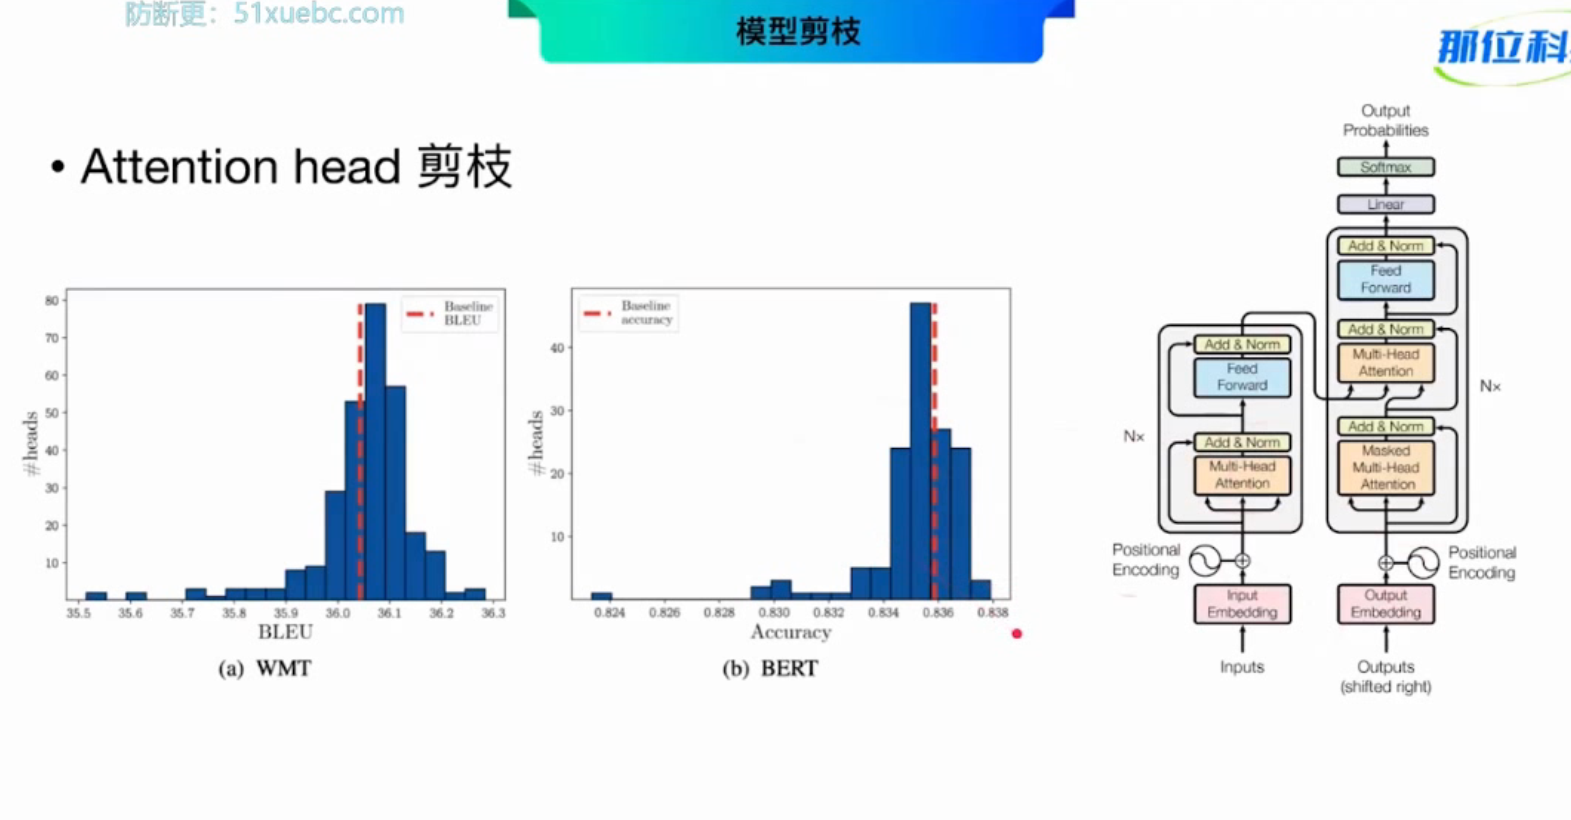 防断更：51xuebc.com
模型剪枝
那位科
• Attention head 剪枝
80
70
60
50
40
30
20
10
#heads
Baseline
BLEU
35.5 35.6 35.7 35.8 35.9 36.0 36.1 36.2 36.3
BLEU
(a) WMT
40
30
20
10
#heads
Baseline
accuracy
0.824 0.826 0.828 0.830 0.832 0.834 0.836 0.838
Accuracy
(b) BERT
Output
Probabilities
Softmax
Linear
Add & Norm
Feed
Forward
Add & Norm
Multi-Head
Attention
Add & Norm
Masked
Multi-Head
Attention
Nx
Add & Norm
Feed
Forward
Add & Norm
Multi-Head
Attention
Nx
Positional
Encoding
Positional
Encoding
Input
Embedding
Output
Embedding
Inputs
Outputs
(shifted right)